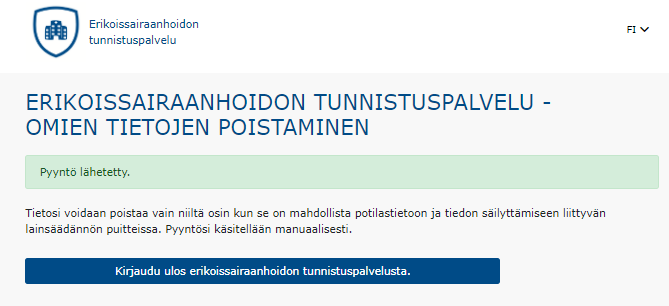 Erikoissairaanhoidon
tunnistuspalvelu
FI
ERIKOISSAIRAANHOIDON TUNNISTUSPALVELU -
OMIEN TIETOJEN POISTAMINEN
Pyyntö lähetetty.
Tietosi voidaan poistaa vain niiltä osin kun se on mahdollista potilastietoon ja tiedon säilyttämiseen liittyvän
lainsäädännön puitteissa. Pyyntösi käsitellään manuaalisesti.
Kirjaudu ulos erikoissairaanhoidon tunnistuspalvelusta.